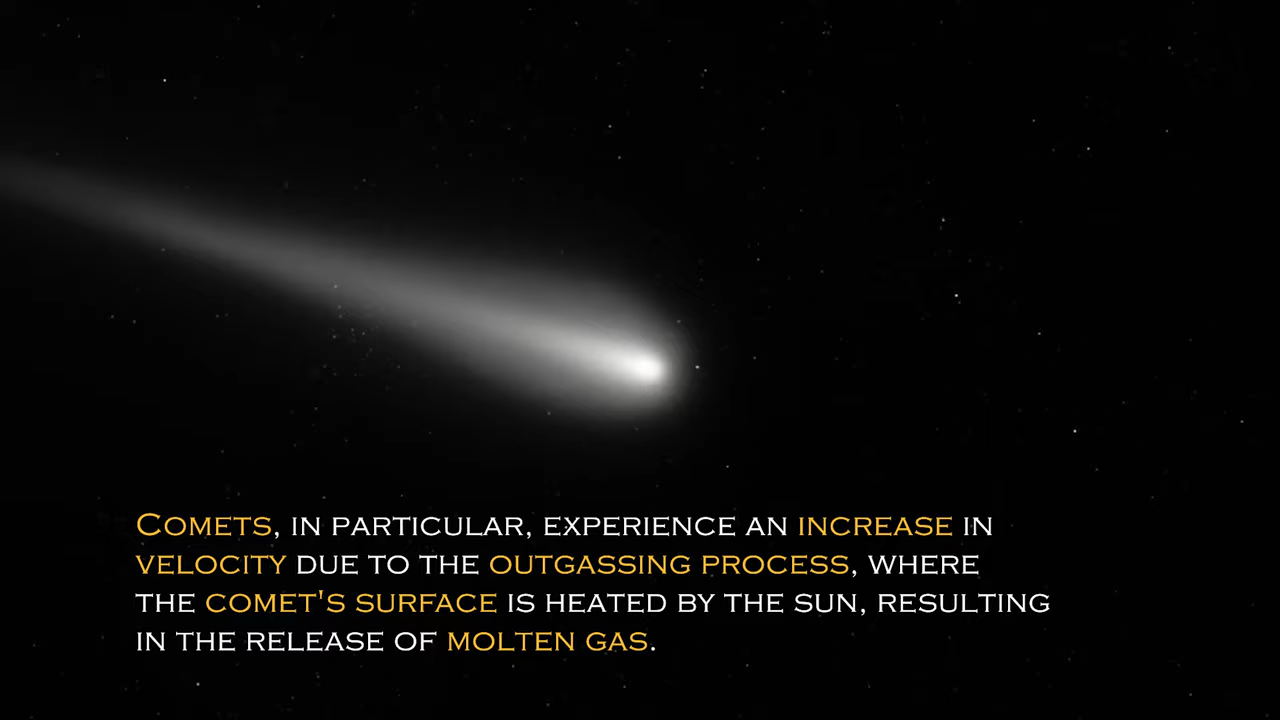 Comets, in particular, experience an increase in
velocity due to the outgassing process, where
the comet's surface is heated by the sun, resulting
in the release of molten gas.